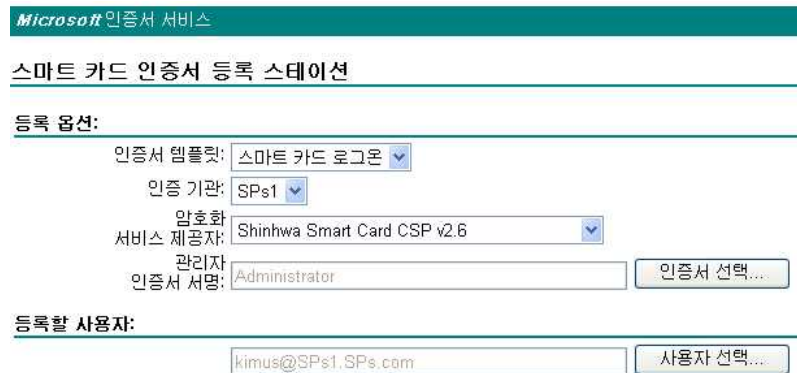 Microsoft 인증서 서비스
스마트 카드 인증서 등록 스테이션
등록 옵션:
인증서 템플릿: 스마트 카드 로그온
인증 기관: SPs1
암호화
서비스 제공자: Shinhwa Smart Card CSP v2.6
관리자
인증서 서명: Administrator 인증서 선택...
등록할 사용자:
kimus@SPs1.SPs.com 사용자 선택...